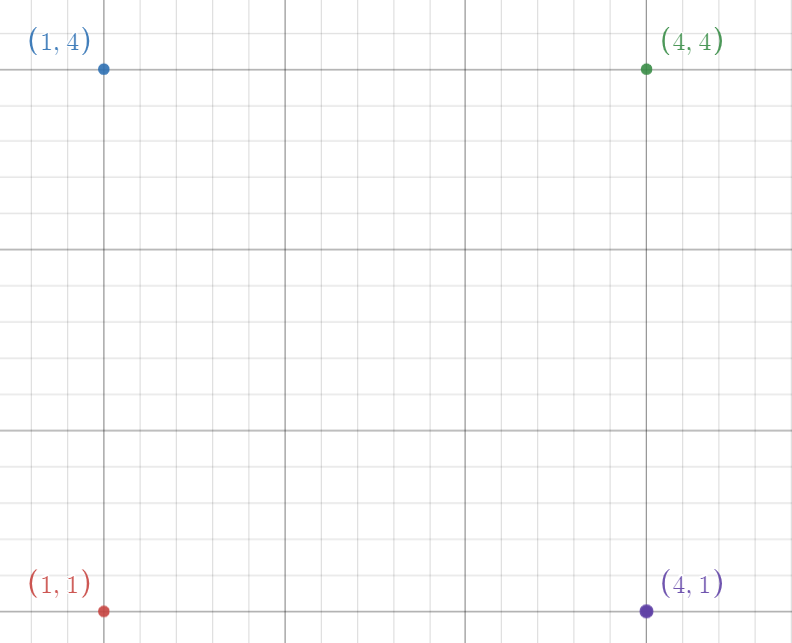 (1, 4)
(4, 4)
(1, 1)
(4, 1)